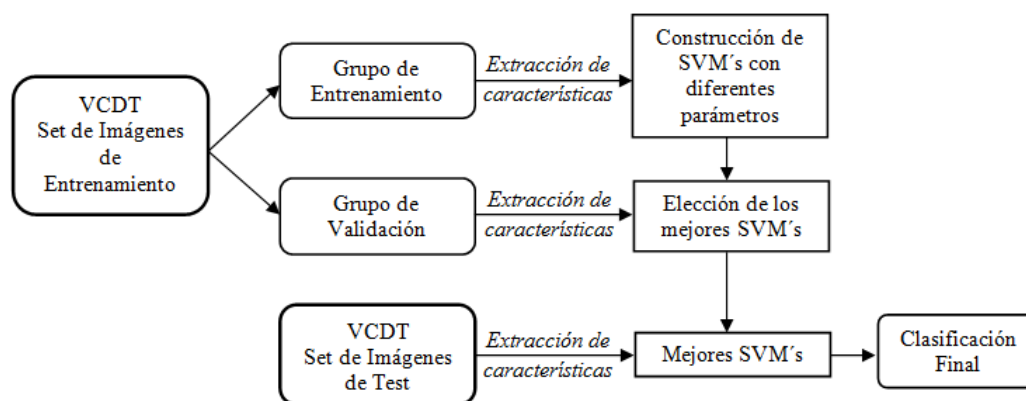 VCDT
Set de Imágenes
de
Entrenamiento
Grupo de
Entrenamiento
Extracción de
características
Construcción de
SVM´s con
diferentes
parámetros
Grupo de
Validación
Extracción de
características
Elección de los
mejores SVM´s
VCDT
Set de Imágenes
de Test
Extracción de
características
Mejores SVM´s
Clasificación
Final